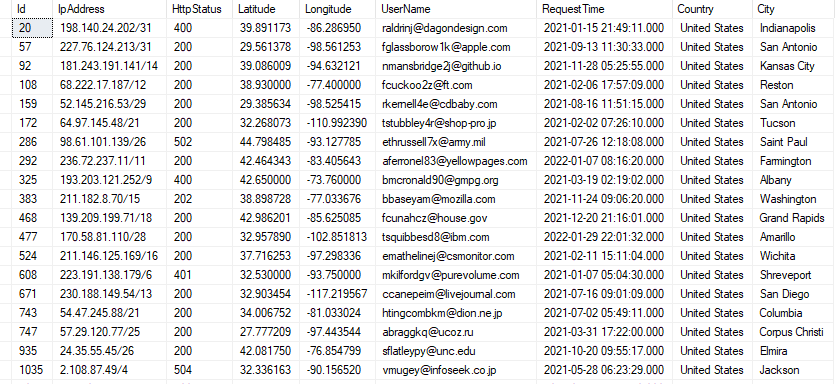 Id IpAddress HttpStatus Latitude Longitude UserName RequestTime Country City
20 198.140.24.202/31 400 39.891173 -86.286950 raldrinj@dagondesign.com 2021-01-15 21:49:11.000 United States Indianapolis
57 227.76.124.213/31 200 29.561378 -98.561253 fglassborow1k@apple.com 2021-09-13 11:30:33.000 United States San Antonio
92 181.243.191.141/14 200 39.086009 -94.632121 nmansbridge2j@github.io 2021-11-28 05:25:55.000 United States Kansas City
108 68.222.17.187/12 200 38.930000 -77.400000 fcuckoo2z@ft.com 2021-02-06 17:57:09.000 United States Reston
159 52.145.216.53/29 200 29.385634 -98.525415 rkernell4e@cdbaby.com 2021-08-16 11:51:15.000 United States San Antonio
172 64.97.145.48/21 200 32.268073 -110.992390 tstubbley4r@shop-pro.jp 2021-02-02 07:26:10.000 United States Tucson
286 98.61.101.139/26 502 44.798485 -93.127785 ethrussell7x@army.mil 2021-07-26 12:18:08.000 United States Saint Paul
292 236.72.237.11/11 200 42.464343 -83.405643 aferronel83@yellowpages.com 2022-01-07 08:16:20.000 United States Farmington
325 193.203.121.252/9 400 42.650000 -73.760000 bmcronald90@gmpg.org 2021-03-19 02:19:02.000 United States Albany
383 211.182.8.70/15 202 38.898728 -77.033676 bbaseyam@mozilla.com 2021-11-24 09:06:20.000 United States Washington
468 139.209.199.71/18 200 42.986201 -85.625085 fcunahcz@house.gov 2021-12-20 21:16:01.000 United States Grand Rapids
477 170.58.81.110/28 200 32.957890 -102.851813 tsquibbesd8@ibm.com 2022-01-29 22:01:32.000 United States Amarillo
524 211.146.125.169/16 200 37.716253 -97.298336 emathelinej@csmonitor.com 2021-02-11 15:11:04.000 United States Wichita
608 223.191.138.179/6 401 32.530000 -93.750000 mkilfordgv@purevolume.com 2021-01-07 05:04:30.000 United States Shreveport
671 230.188.149.54/13 200 32.903454 -117.219567 ccanepeim@livejournal.com 2021-07-16 09:01:09.000 United States San Diego
743 54.47.245.88/21 200 34.006752 -81.033024 htingcombkm@dion.ne.jp 2021-07-02 05:49:11.000 United States Columbia
747 57.29.120.77/25 200 27.777209 -97.443544 abraggkq@ucoz.ru 2021-03-31 17:22:00.000 United States Corpus Christi
935 24.35.55.45/26 200 42.081750 -76.854799 sflatleypy@unc.edu 2021-10-20 09:55:17.000 United States Elmira
1035 2.108.87.49/4 504 32.336163 -90.156520 vmugey@infoseek.co.jp 2021-05-28 06:23:29.000 United States Jackson